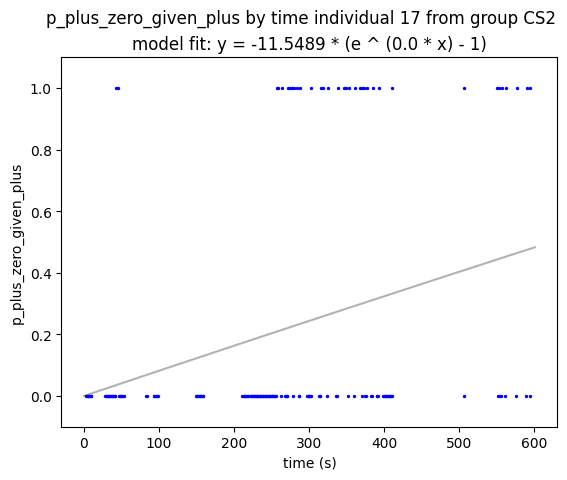 p_plus_zero_given_plus by time individual 17 from group CS2
model fit: y = -11.5489 * (e ^ (0.0 * x) - 1)
1.0
0.8
0.6
0.4
0.2
0.0
p_plus_zero_given_plus
0 100 200 300 400 500 600
time (s)